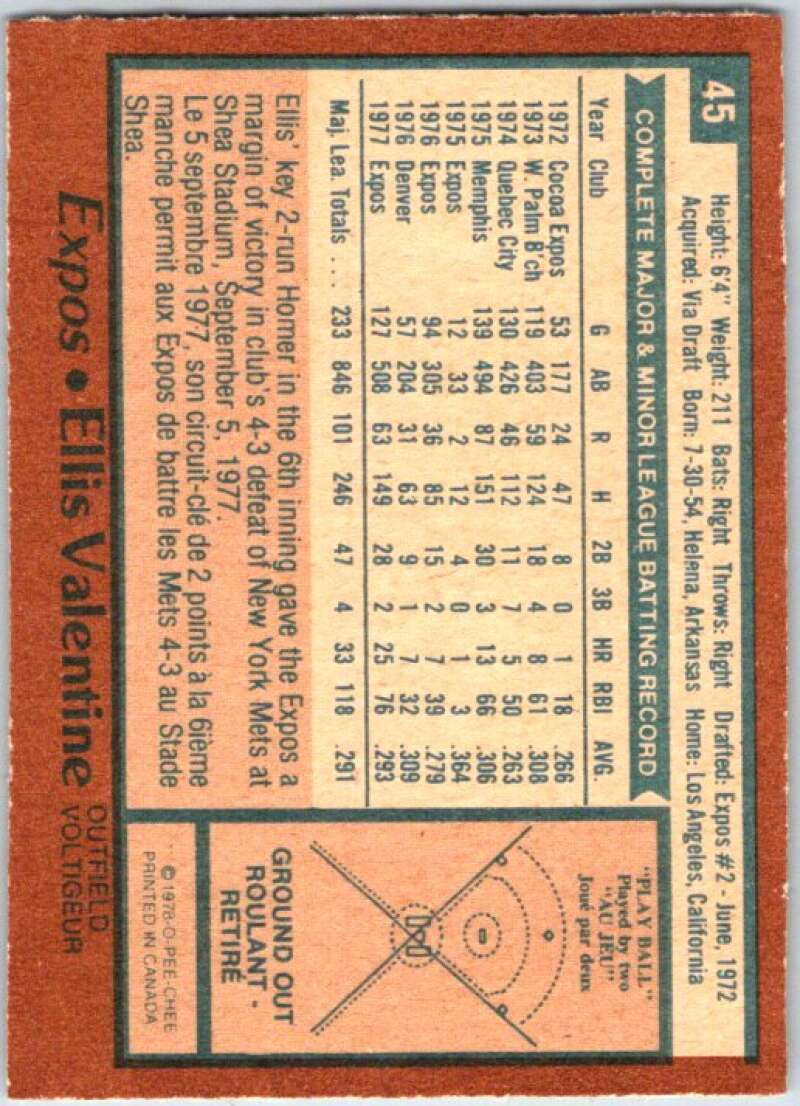 45
Height: 6'4" Weight: 211 Bats: Right Throws: Right Drafted: Expos #2 - June, 1972
Acquired: Via Draft Born: 7-30-54, Helena, Arkansas Home: Los Angeles, California
COMPLETE MAJOR & MINOR LEAGUE BATTING RECORD
Year Club G AB R H 2B 3B HR RBI AVG.
1972 Cocoa Expos 53 177 24 47 8 0 1 18 .266
1973 W. Palm B'ch 119 403 59 124 18 4 8 61 .308
1974 Quebec City 130 426 46 112 11 7 5 50 .263
1975 Memphis 139 494 87 151 30 3 13 66 .306
1975 Expos 12 33 2 12 4 0 1 3 .364
1976 Expos 94 305 36 85 15 2 7 39 .279
1976 Denver 57 204 31 63 9 1 7 32 .309
1977 Expos 127 508 63 149 28 2 25 76 .293
Maj. Lea. Totals ... 233 846 101 246 47 4 33 118 .291
Ellis' key 2-run Homer in the 6th inning gave the Expos a
margin of victory in club's 4-3 defeat of New York Mets at
Shea Stadium, September 5, 1977.
Le 5 septembre 1977, son circuit-clé de 2 points à la 6ième
manche permit aux Expos de battre les Mets 4-3 au Stade
Shea.
"PLAY BALL"
Played by two
"AU JEU"
Joué par deux
GROUND OUT
ROULANT -
RETIRÉ
© 1978-O-PEE-CHEE
PRINTED IN CANADA
Expos • Ellis Valentine
OUTFIELD
VOLTIGEUR